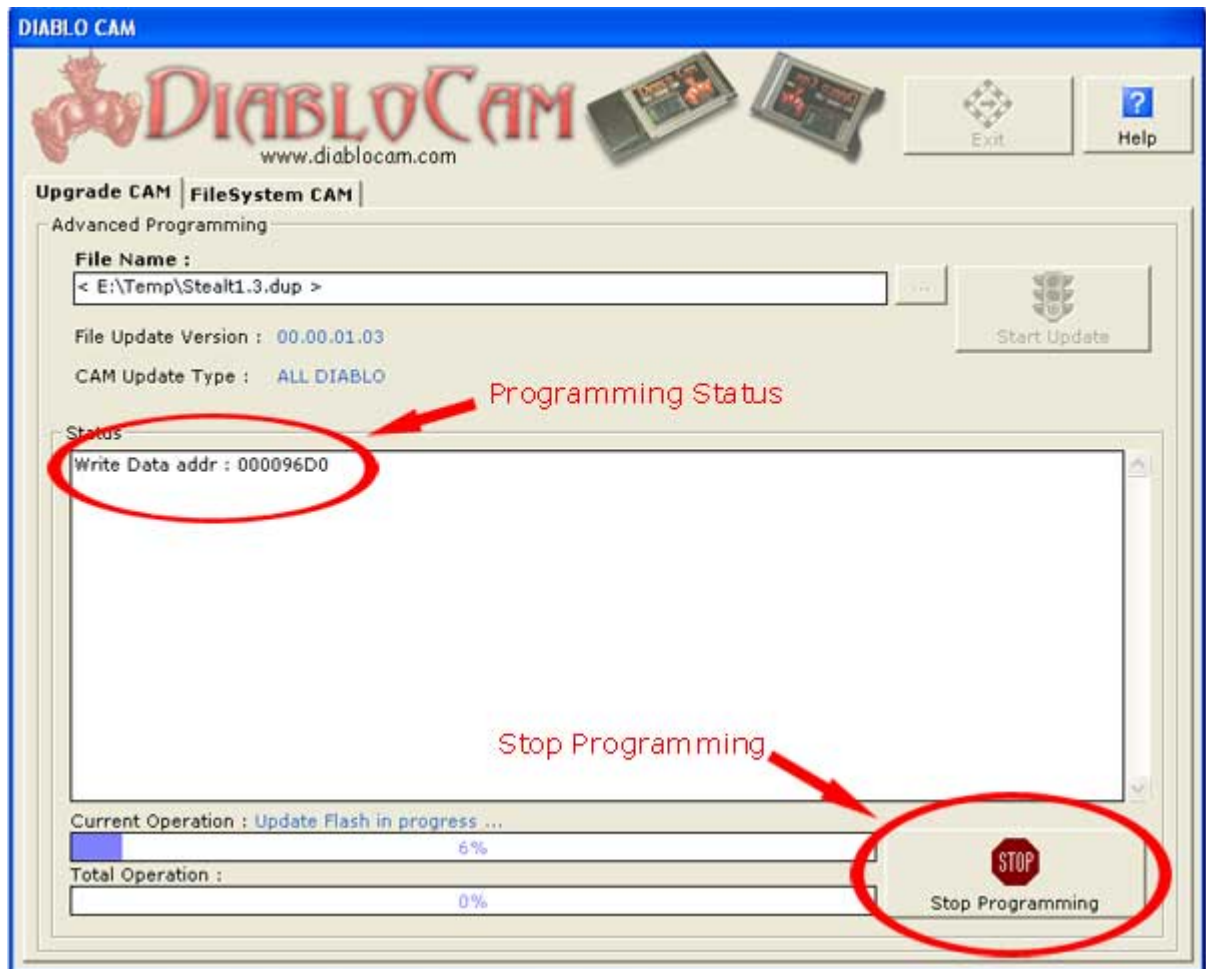 DIABLO CAM
DIABLOCAM
www.diablocam.com
Exit
Help
Upgrade CAM
FileSystem CAM
Advanced Programming
File Name :
< E:\Temp\Stealt1.3.dup >
...
Start Update
File Update Version : 00.00.01.03
CAM Update Type : ALL DIABLO
Programming Status
Status
Write Data addr : 000096D0
Stop Programming
Current Operation : Update Flash in progress ...
6%
STOP
Total Operation :
0%
Stop Programming